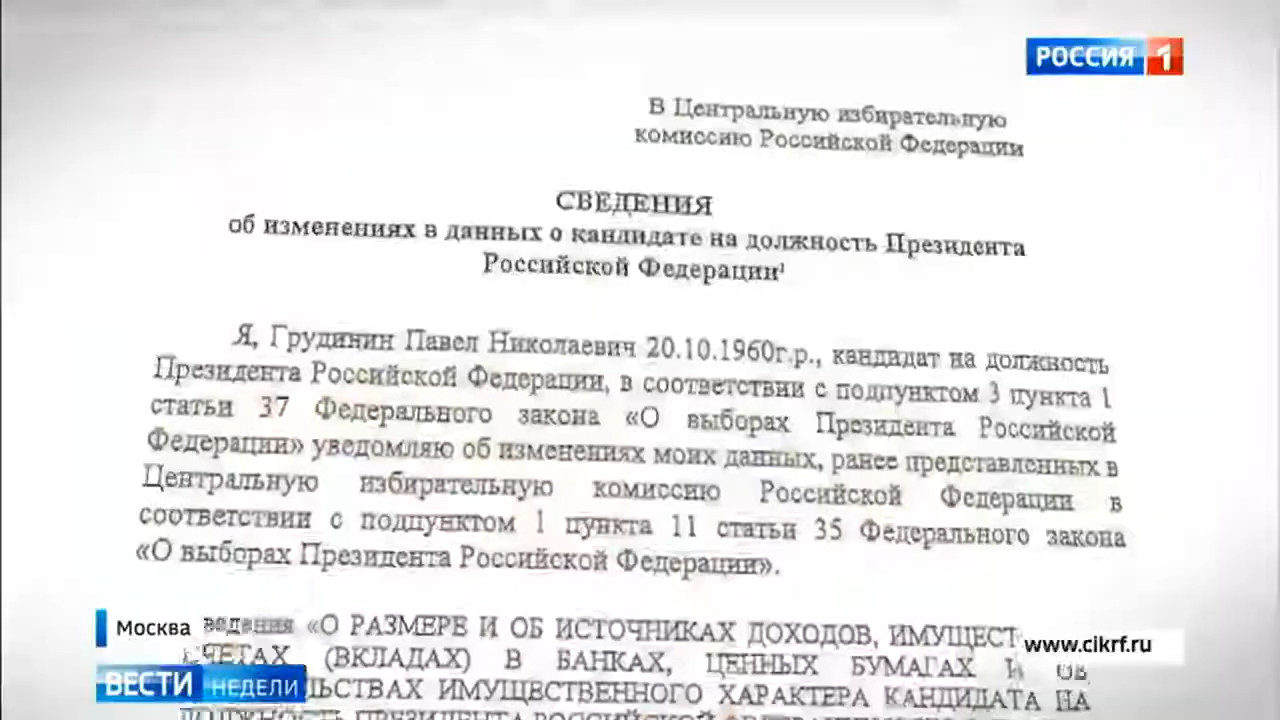 РОССИЯ 1
В Центральную избирательную
комиссию Российской Федерации
СВЕДЕНИЯ
об изменениях в данных о кандидате на должность Президента
Российской Федерации¹
Я, Грудинин Павел Николаевич 20.10.1960г.р., кандидат на должность
Президента Российской Федерации, в соответствии с подпунктом 3 пункта 1
статьи 37 Федерального закона «О выборах Президента Российской
Федерации» уведомляю об изменениях моих данных, ранее представленных в
Центральную избирательную комиссию Российской Федерации в
соответствии с подпунктом 1 пункта 11 статьи 35 Федерального закона
«О выборах Президента Российской Федерации».
Москва
«О РАЗМЕРЕ И ОБ ИСТОЧНИКАХ ДОХОДОВ,
www.cikrf.ru
(ВКЛАДАХ) В БАНКАХ, ЦЕННЫХ БУМАГАХ
ВЕСТИ НЕДЕЛИ
ИМУЩЕСТВЕННОГО ХАРАКТЕРА КАНДИДАТА НА